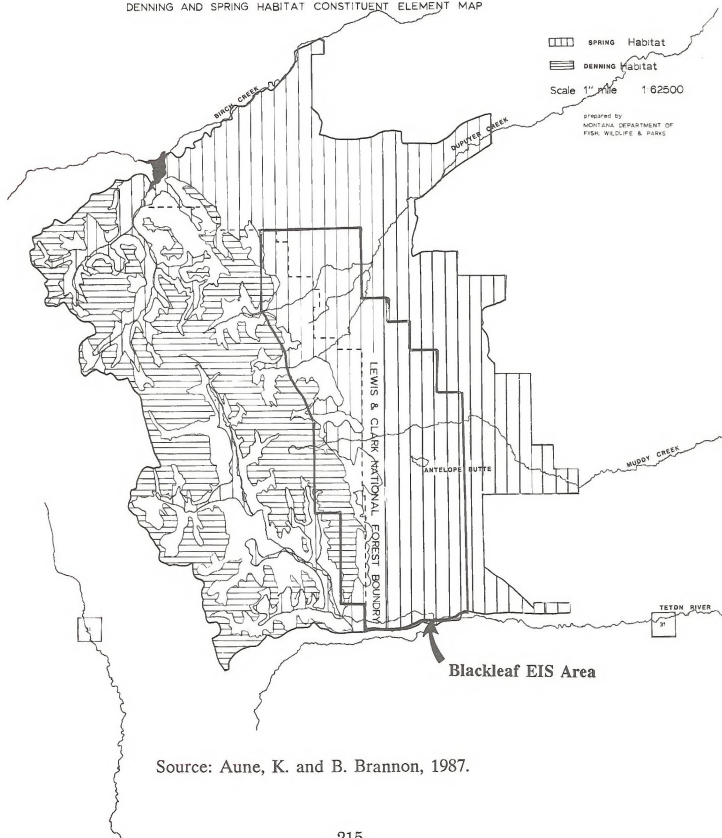 DENNING AND SPRING HABITAT CONSTITUENT ELEMENT MAP
SPRING Habitat
DENNING Habitat
Scale 1" mile 1 62500
prepared by
MONTANA DEPARTMENT OF
FISH, WILDLIFE & PARKS
BIRCH CREEK
DUPUYER CREEK
LEWIS & CLARK NATIONAL FOREST BOUNDRY
ANTELOPE BUTTE
MUDDY CREEK
TETON RIVER
31
Blackleaf EIS Area
Source: Aune, K. and B. Brannon, 1987.
215